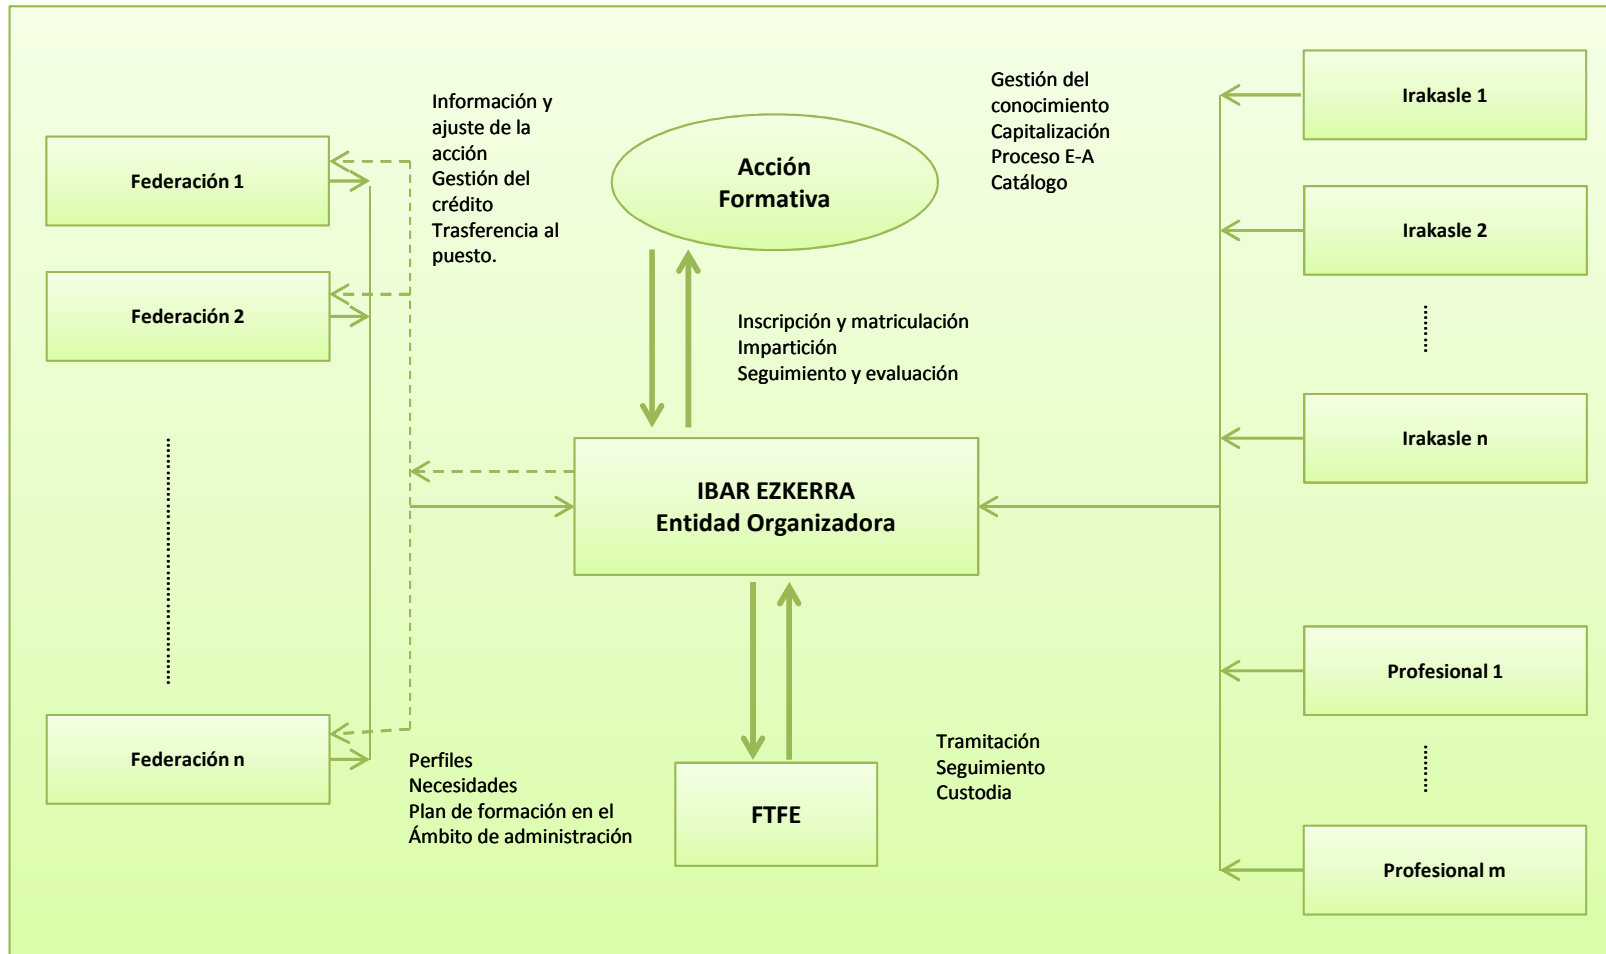 Federación 1
Federación 2
Federación n
Información y
ajuste de la
acción
Gestión del
crédito
Trasferencia al
puesto.
Perfiles
Necesidades
Plan de formación en el
Ámbito de administración
Acción
Formativa
Inscripción y matriculación
Impartición
Seguimiento y evaluación
IBAR EZKERRA
Entidad Organizadora
FTFE
Tramitación
Seguimiento
Custodia
Gestión del
conocimiento
Capitalización
Proceso E-A
Catálogo
Irakasle 1
Irakasle 2
Irakasle n
Profesional 1
Profesional m